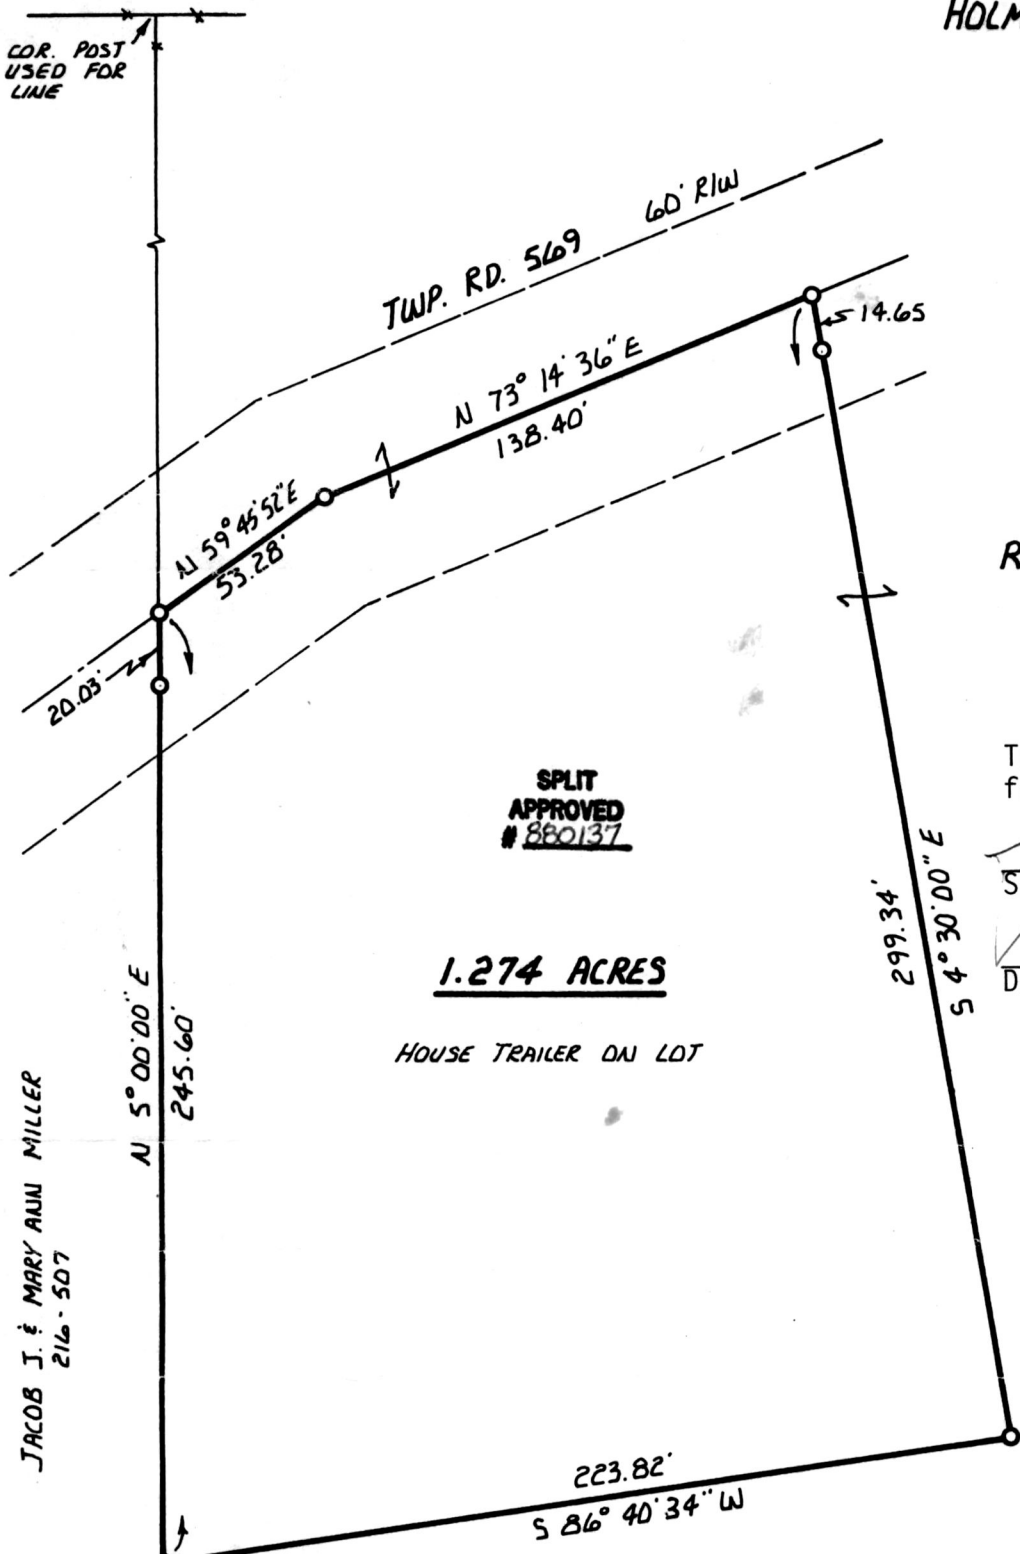 HOLM
COR. POST
USED FOR
LINE
60' R/W
TWP. RD. 569
14.65
N 73° 14' 36" E
138.40'
N 59° 45' 52" E
53.28'
R
20.03'
T
f
SPLIT
APPROVED
# 880137
S
299.34'
S 4° 30' 00" E
D
1.274 ACRES
HOUSE TRAILER ON LOT
N 5° 00' 00" E
245.60'
JACOB J. & MARY ANN MILLER
216-507
223.82'
S 86° 40' 34" W